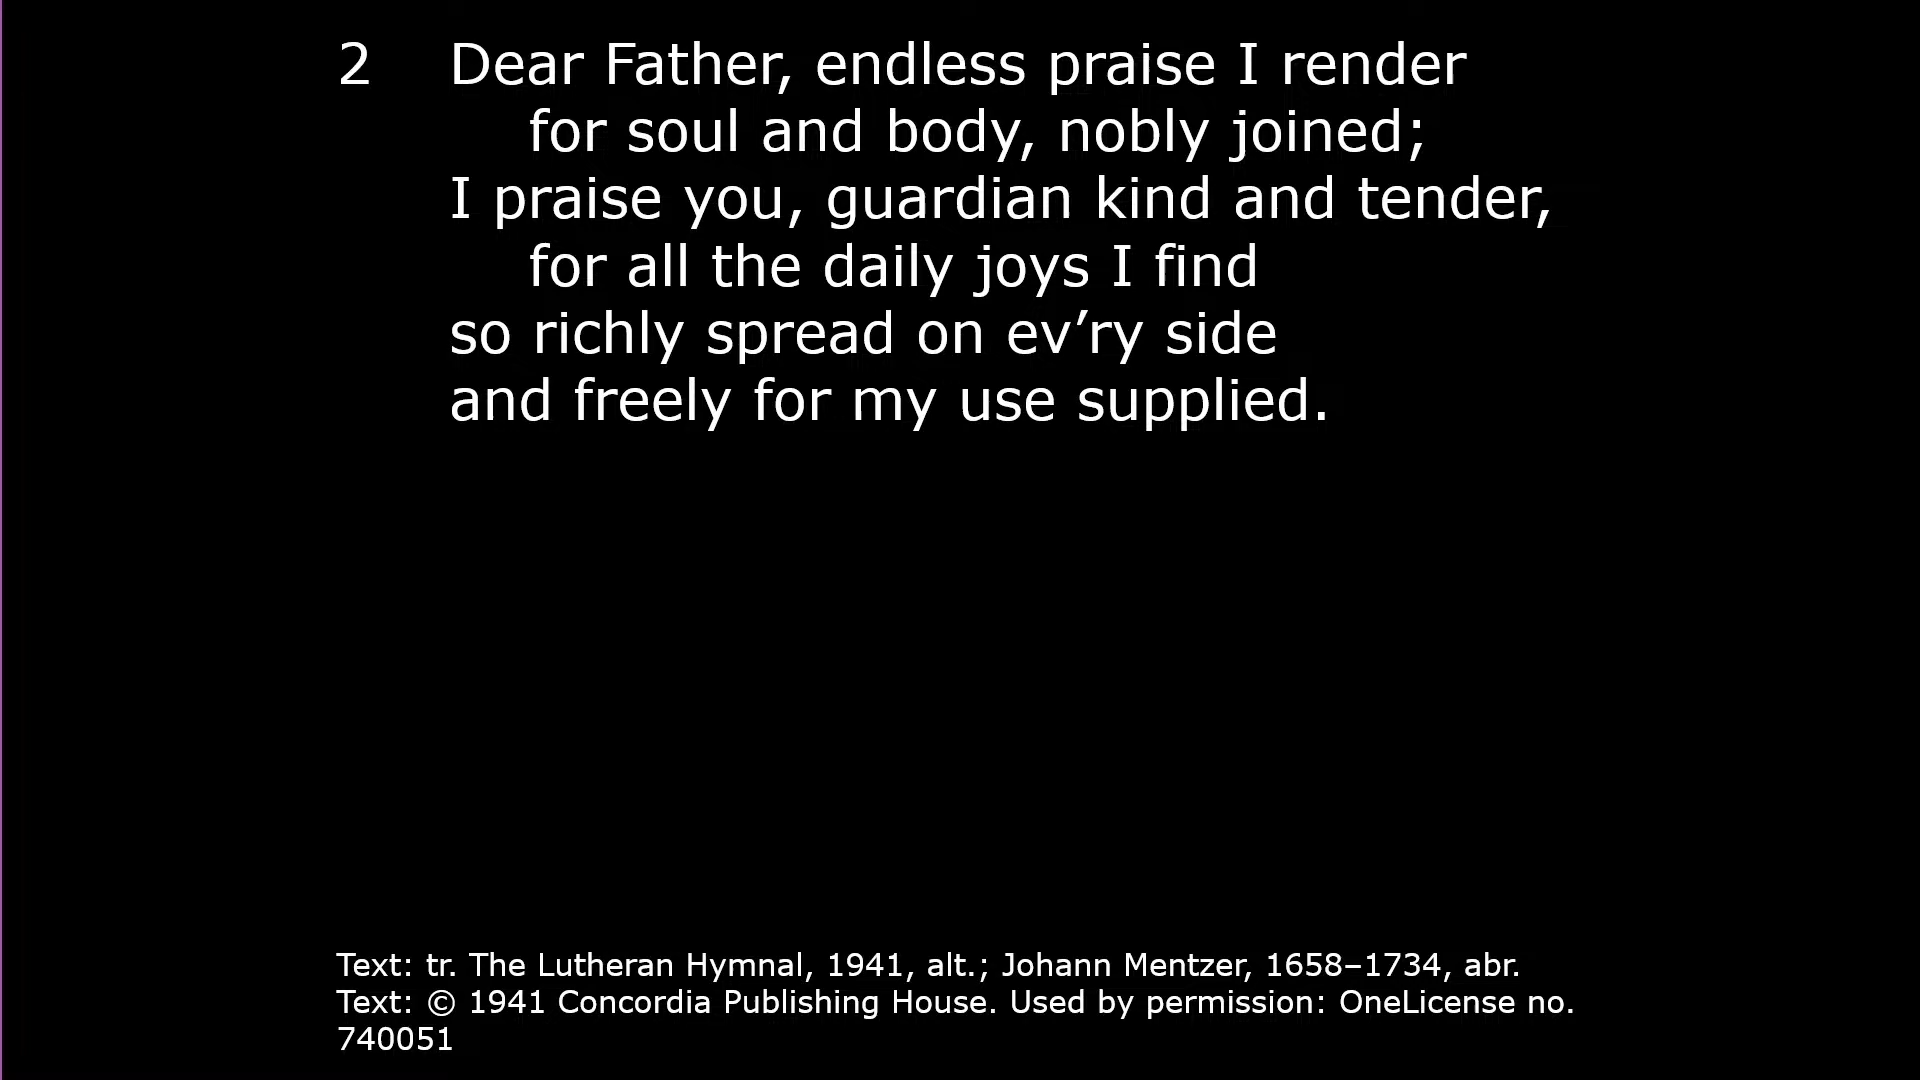 2 Dear Father, endless praise I render
for soul and body, nobly joined;
I praise you, guardian kind and tender,
for all the daily joys I find
so richly spread on ev’ry side
and freely for my use supplied.
Text: tr. The Lutheran Hymnal, 1941, alt.; Johann Mentzer, 1658–1734, abr.
Text: © 1941 Concordia Publishing House. Used by permission: OneLicense no.
740051